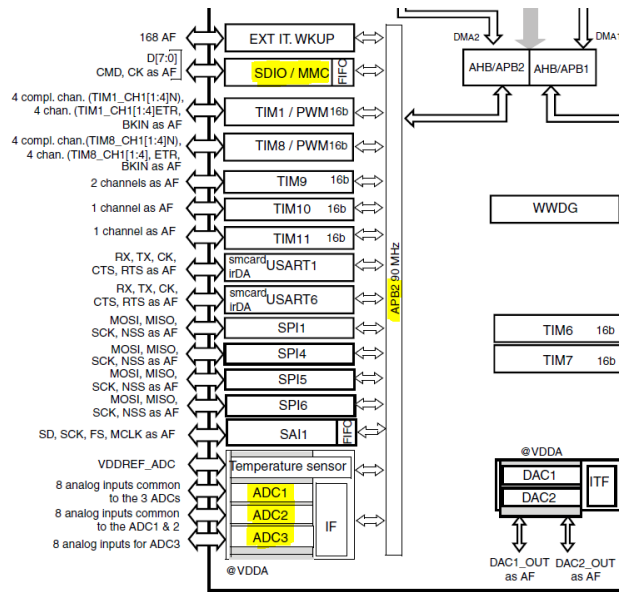 168 AF
EXT IT. WKUP
D[7:0]
CMD, CK as AF
SDIO / MMC
FIFO
4 compl. chan. (TIM1_CH1[1:4]N),
4 chan. (TIM1_CH1[1:4]ETR,
BKIN as AF
TIM1 / PWM 16b
4 compl.chan.(TIM8_CH1[1:4]N),
4 chan. (TIM8_CH1[1:4], ETR,
BKIN as AF
TIM8 / PWM 16b
2 channels as AF
TIM9 16b
1 channel as AF
TIM10 16b
1 channel as AF
TIM11 16b
RX, TX, CK,
CTS, RTS as AF
smcard
irDA
USART1
RX, TX, CK,
CTS, RTS as AF
smcard
irDA
USART6
MOSI, MISO,
SCK, NSS as AF
SPI1
MOSI, MISO,
SCK, NSS as AF
SPI4
MOSI, MISO,
SCK, NSS as AF
SPI5
MOSI, MISO,
SCK, NSS as AF
SPI6
SD, SCK, FS, MCLK as AF
SAI1
FIFO
VDDREF_ADC
Temperature sensor
8 analog inputs common
to the 3 ADCs
ADC1
8 analog inputs common
to the ADC1 & 2
ADC2
8 analog inputs for ADC3
ADC3
IF
@VDDA
APB2 90 MHz
DMA2
DMA1
AHB/APB2
AHB/APB1
WWDG
TIM6 16b
TIM7 16b
@VDDA
DAC1
DAC2
ITF
DAC1_OUT
as AF
DAC2_OUT
as AF